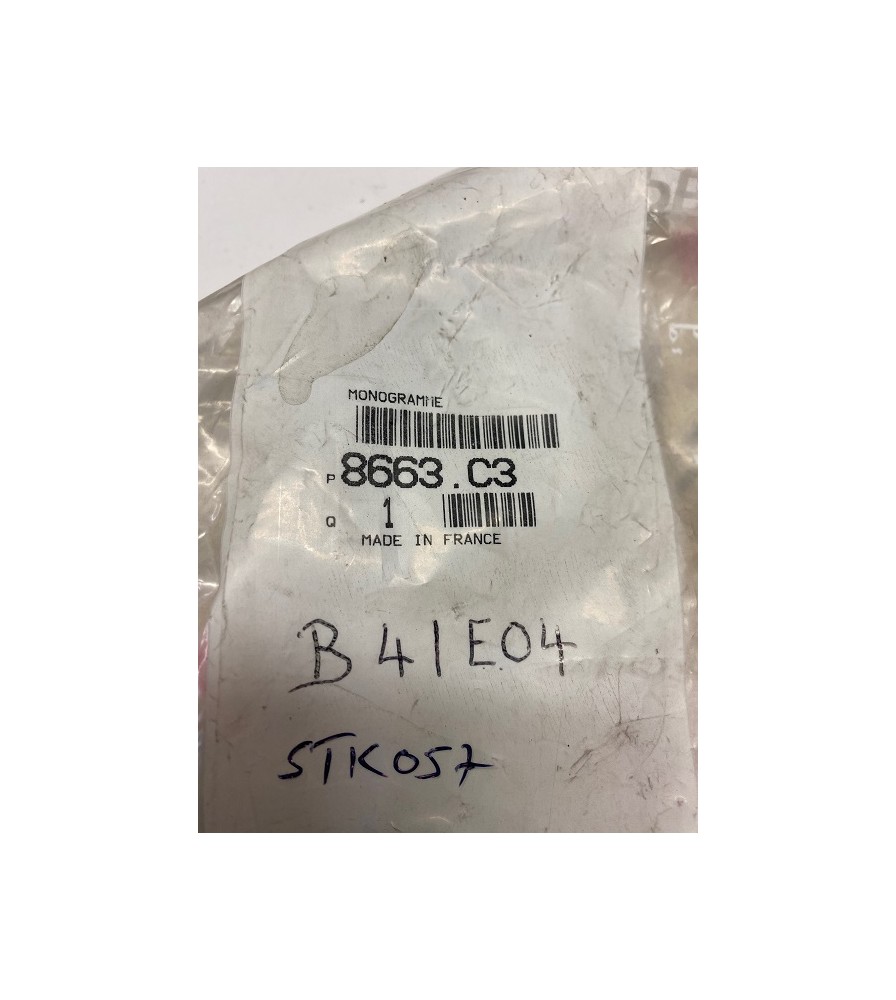 MONOGRAMME
P 8663.C3
Q 1
MADE IN FRANCE
B41E04
STK057